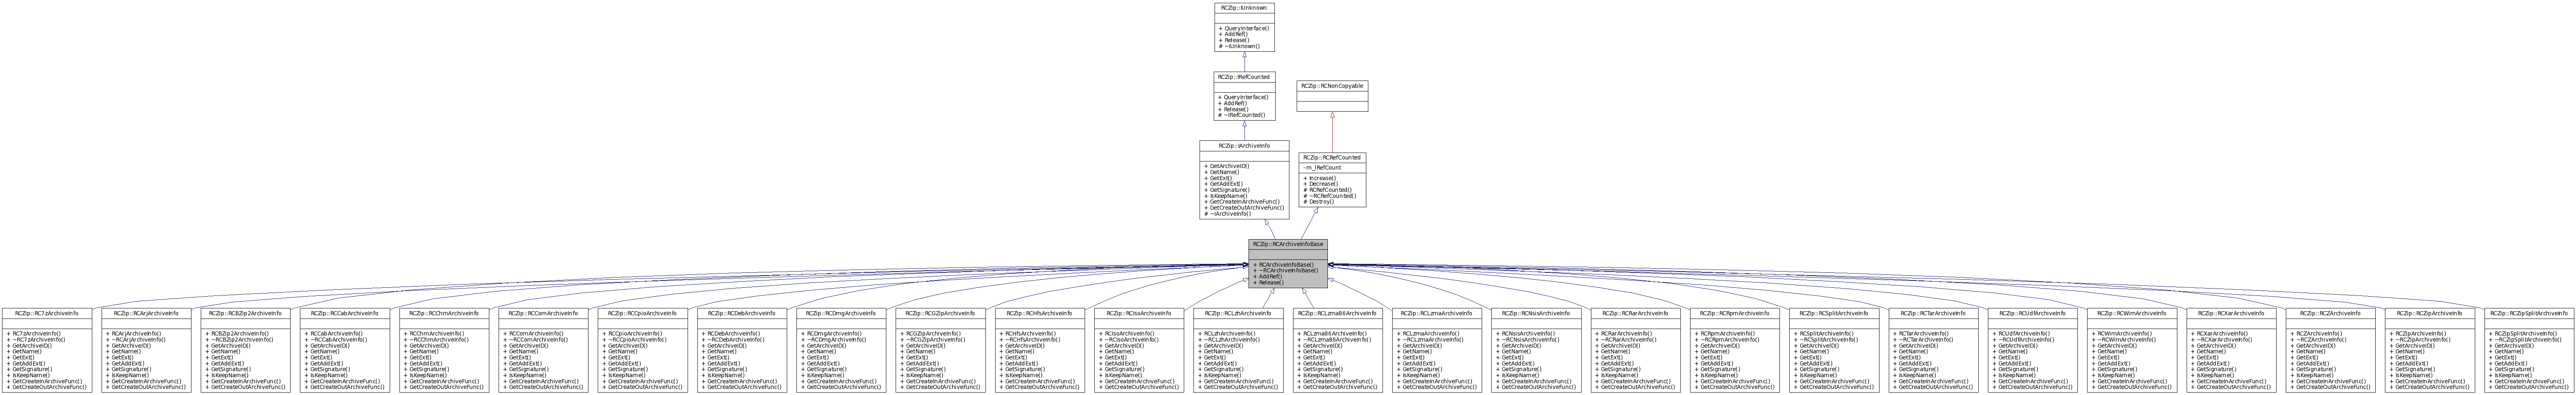 RCZip::IUnknown
+ QueryInterface()
+ AddRef()
+ Release()
# ~IUnknown()
RCZip::IRefCounted
+ QueryInterface()
+ AddRef()
+ Release()
# ~IRefCounted()
RCZip::RCNonCopyable
RCZip::IArchiveInfo
+ GetArchiveID()
+ GetName()
+ GetExt()
+ GetAddExt()
+ GetSignature()
+ IsKeepName()
+ GetCreateInArchiveFunc()
+ GetCreateOutArchiveFunc()
# ~IArchiveInfo()
RCZip::RCRefCounted
- m_lRefCount
+ Increase()
+ Decrease()
# RCRefCounted()
# ~RCRefCounted()
# Destroy()
RCZip::RCArchiveInfoBase
+ RCArchiveInfoBase()
+ ~RCArchiveInfoBase()
+ AddRef()
+ Release()
RCZip::RC7zArchiveInfo
+ RC7zArchiveInfo()
+ ~RC7zArchiveInfo()
+ GetArchiveID()
+ GetName()
+ GetExt()
+ GetAddExt()
+ GetSignature()
+ IsKeepName()
+ GetCreateInArchiveFunc()
+ GetCreateOutArchiveFunc()
RCZip::RCArjArchiveInfo
+ RCArjArchiveInfo()
+ ~RCArjArchiveInfo()
+ GetArchiveID()
+ GetName()
+ GetExt()
+ GetAddExt()
+ GetSignature()
+ IsKeepName()
+ GetCreateInArchiveFunc()
+ GetCreateOutArchiveFunc()
RCZip::RCBZip2ArchiveInfo
+ RCBZip2ArchiveInfo()
+ ~RCBZip2ArchiveInfo()
+ GetArchiveID()
+ GetName()
+ GetExt()
+ GetAddExt()
+ GetSignature()
+ IsKeepName()
+ GetCreateInArchiveFunc()
+ GetCreateOutArchiveFunc()
RCZip::RCCabArchiveInfo
+ RCCabArchiveInfo()
+ ~RCCabArchiveInfo()
+ GetArchiveID()
+ GetName()
+ GetExt()
+ GetAddExt()
+ GetSignature()
+ IsKeepName()
+ GetCreateInArchiveFunc()
+ GetCreateOutArchiveFunc()
RCZip::RCChmArchiveInfo
+ RCChmArchiveInfo()
+ ~RCChmArchiveInfo()
+ GetArchiveID()
+ GetName()
+ GetExt()
+ GetAddExt()
+ GetSignature()
+ IsKeepName()
+ GetCreateInArchiveFunc()
+ GetCreateOutArchiveFunc()
RCZip::RCComArchiveInfo
+ RCComArchiveInfo()
+ ~RCComArchiveInfo()
+ GetArchiveID()
+ GetName()
+ GetExt()
+ GetAddExt()
+ GetSignature()
+ IsKeepName()
+ GetCreateInArchiveFunc()
+ GetCreateOutArchiveFunc()
RCZip::RCCpioArchiveInfo
+ RCCpioArchiveInfo()
+ ~RCCpioArchiveInfo()
+ GetArchiveID()
+ GetName()
+ GetExt()
+ GetAddExt()
+ GetSignature()
+ IsKeepName()
+ GetCreateInArchiveFunc()
+ GetCreateOutArchiveFunc()
RCZip::RCDebArchiveInfo
+ RCDebArchiveInfo()
+ ~RCDebArchiveInfo()
+ GetArchiveID()
+ GetName()
+ GetExt()
+ GetAddExt()
+ GetSignature()
+ IsKeepName()
+ GetCreateInArchiveFunc()
+ GetCreateOutArchiveFunc()
RCZip::RCDmgArchiveInfo
+ RCDmgArchiveInfo()
+ ~RCDmgArchiveInfo()
+ GetArchiveID()
+ GetName()
+ GetExt()
+ GetAddExt()
+ GetSignature()
+ IsKeepName()
+ GetCreateInArchiveFunc()
+ GetCreateOutArchiveFunc()
RCZip::RCGZipArchiveInfo
+ RCGZipArchiveInfo()
+ ~RCGZipArchiveInfo()
+ GetArchiveID()
+ GetName()
+ GetExt()
+ GetAddExt()
+ GetSignature()
+ IsKeepName()
+ GetCreateInArchiveFunc()
+ GetCreateOutArchiveFunc()
RCZip::RCHfsArchiveInfo
+ RCHfsArchiveInfo()
+ ~RCHfsArchiveInfo()
+ GetArchiveID()
+ GetName()
+ GetExt()
+ GetAddExt()
+ GetSignature()
+ IsKeepName()
+ GetCreateInArchiveFunc()
+ GetCreateOutArchiveFunc()
RCZip::RCIsoArchiveInfo
+ RCIsoArchiveInfo()
+ ~RCIsoArchiveInfo()
+ GetArchiveID()
+ GetName()
+ GetExt()
+ GetAddExt()
+ GetSignature()
+ IsKeepName()
+ GetCreateInArchiveFunc()
+ GetCreateOutArchiveFunc()
RCZip::RCLzhArchiveInfo
+ RCLzhArchiveInfo()
+ ~RCLzhArchiveInfo()
+ GetArchiveID()
+ GetName()
+ GetExt()
+ GetAddExt()
+ GetSignature()
+ IsKeepName()
+ GetCreateInArchiveFunc()
+ GetCreateOutArchiveFunc()
RCZip::RCLzma86ArchiveInfo
+ RCLzma86ArchiveInfo()
+ ~RCLzma86ArchiveInfo()
+ GetArchiveID()
+ GetName()
+ GetExt()
+ GetAddExt()
+ GetSignature()
+ IsKeepName()
+ GetCreateInArchiveFunc()
+ GetCreateOutArchiveFunc()
RCZip::RCLzmaArchiveInfo
+ RCLzmaArchiveInfo()
+ ~RCLzmaArchiveInfo()
+ GetArchiveID()
+ GetName()
+ GetExt()
+ GetAddExt()
+ GetSignature()
+ IsKeepName()
+ GetCreateInArchiveFunc()
+ GetCreateOutArchiveFunc()
RCZip::RCNsisArchiveInfo
+ RCNsisArchiveInfo()
+ ~RCNsisArchiveInfo()
+ GetArchiveID()
+ GetName()
+ GetExt()
+ GetAddExt()
+ GetSignature()
+ IsKeepName()
+ GetCreateInArchiveFunc()
+ GetCreateOutArchiveFunc()
RCZip::RCRarArchiveInfo
+ RCRarArchiveInfo()
+ ~RCRarArchiveInfo()
+ GetArchiveID()
+ GetName()
+ GetExt()
+ GetAddExt()
+ GetSignature()
+ IsKeepName()
+ GetCreateInArchiveFunc()
+ GetCreateOutArchiveFunc()
RCZip::RCRpmArchiveInfo
+ RCRpmArchiveInfo()
+ ~RCRpmArchiveInfo()
+ GetArchiveID()
+ GetName()
+ GetExt()
+ GetAddExt()
+ GetSignature()
+ IsKeepName()
+ GetCreateInArchiveFunc()
+ GetCreateOutArchiveFunc()
RCZip::RCSplitArchiveInfo
+ RCSplitArchiveInfo()
+ ~RCSplitArchiveInfo()
+ GetArchiveID()
+ GetName()
+ GetExt()
+ GetAddExt()
+ GetSignature()
+ IsKeepName()
+ GetCreateInArchiveFunc()
+ GetCreateOutArchiveFunc()
RCZip::RCTarArchiveInfo
+ RCTarArchiveInfo()
+ ~RCTarArchiveInfo()
+ GetArchiveID()
+ GetName()
+ GetExt()
+ GetAddExt()
+ GetSignature()
+ IsKeepName()
+ GetCreateInArchiveFunc()
+ GetCreateOutArchiveFunc()
RCZip::RCUdfArchiveInfo
+ RCUdfArchiveInfo()
+ ~RCUdfArchiveInfo()
+ GetArchiveID()
+ GetName()
+ GetExt()
+ GetAddExt()
+ GetSignature()
+ IsKeepName()
+ GetCreateInArchiveFunc()
+ GetCreateOutArchiveFunc()
RCZip::RCWimArchiveInfo
+ RCWimArchiveInfo()
+ ~RCWimArchiveInfo()
+ GetArchiveID()
+ GetName()
+ GetExt()
+ GetAddExt()
+ GetSignature()
+ IsKeepName()
+ GetCreateInArchiveFunc()
+ GetCreateOutArchiveFunc()
RCZip::RCXarArchiveInfo
+ RCXarArchiveInfo()
+ ~RCXarArchiveInfo()
+ GetArchiveID()
+ GetName()
+ GetExt()
+ GetAddExt()
+ GetSignature()
+ IsKeepName()
+ GetCreateInArchiveFunc()
+ GetCreateOutArchiveFunc()
RCZip::RCZArchiveInfo
+ RCZArchiveInfo()
+ ~RCZArchiveInfo()
+ GetArchiveID()
+ GetName()
+ GetExt()
+ GetAddExt()
+ GetSignature()
+ IsKeepName()
+ GetCreateInArchiveFunc()
+ GetCreateOutArchiveFunc()
RCZip::RCZipArchiveInfo
+ RCZipArchiveInfo()
+ ~RCZipArchiveInfo()
+ GetArchiveID()
+ GetName()
+ GetExt()
+ GetAddExt()
+ GetSignature()
+ IsKeepName()
+ GetCreateInArchiveFunc()
+ GetCreateOutArchiveFunc()
RCZip::RCZipSplitArchiveInfo
+ RCZipSplitArchiveInfo()
+ ~RCZipSplitArchiveInfo()
+ GetArchiveID()
+ GetName()
+ GetExt()
+ GetAddExt()
+ GetSignature()
+ IsKeepName()
+ GetCreateInArchiveFunc()
+ GetCreateOutArchiveFunc()